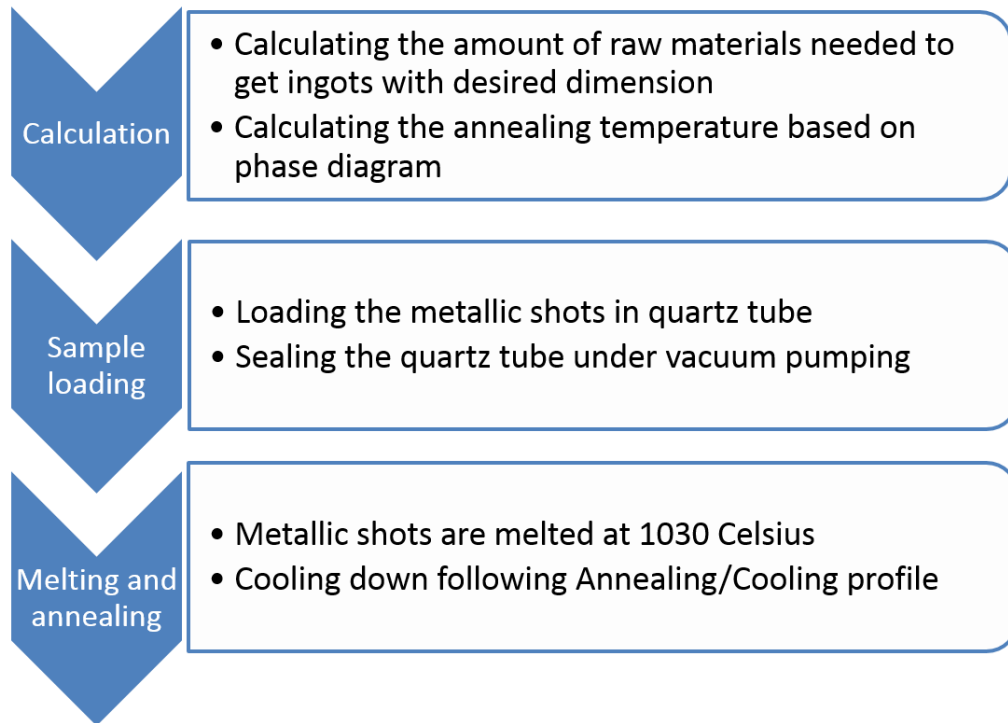 Calculation
• Calculating the amount of raw materials needed to
get ingots with desired dimension
• Calculating the annealing temperature based on
phase diagram
Sample
loading
• Loading the metallic shots in quartz tube
• Sealing the quartz tube under vacuum pumping
Melting and
annealing
• Metallic shots are melted at 1030 Celsius
• Cooling down following Annealing/Cooling profile